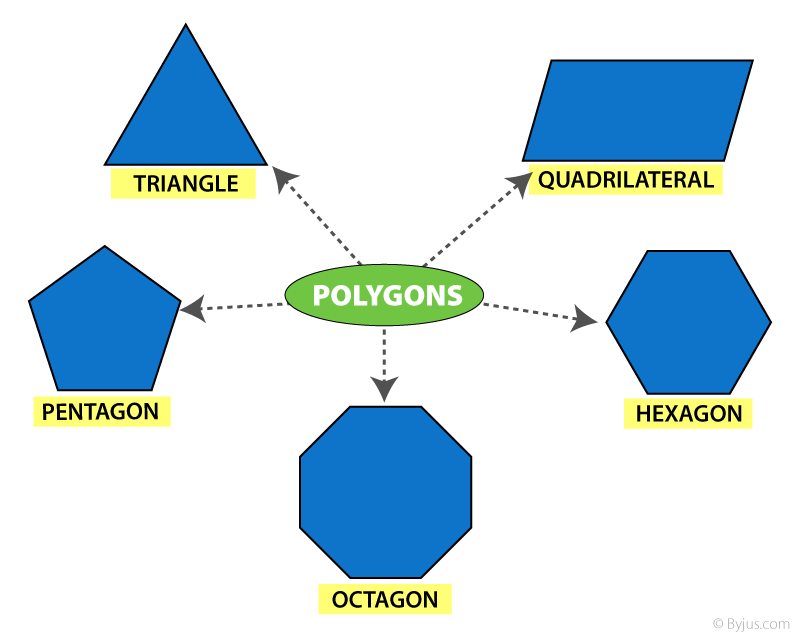 TRIANGLE
QUADRILATERAL
POLYGONS
PENTAGON
HEXAGON
OCTAGON
© Byjus.com